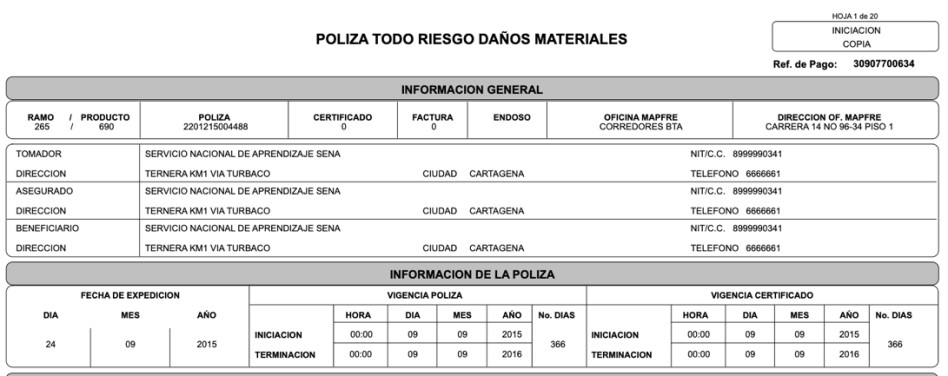 HOJA 1 de 20
INICIACION
COPIA
POLIZA TODO RIESGO DAÑOS MATERIALES
Ref. de Pago: 30907700634
INFORMACION GENERAL
RAMO / PRODUCTO POLIZA CERTIFICADO FACTURA ENDOSO OFICINA MAPFRE DIRECCION OF. MAPFRE
265 / 690 2201215004488 0 0 CORREDORES BTA CARRERA 14 NO 96-34 PISO 1
TOMADOR SERVICIO NACIONAL DE APRENDIZAJE SENA NIT/C.C. 8999990341
DIRECCION TERNERA KM1 VIA TURBACO CIUDAD CARTAGENA TELEFONO 6666661
ASEGURADO SERVICIO NACIONAL DE APRENDIZAJE SENA NIT/C.C. 8999990341
DIRECCION TERNERA KM1 VIA TURBACO CIUDAD CARTAGENA TELEFONO 6666661
BENEFICIARIO SERVICIO NACIONAL DE APRENDIZAJE SENA NIT/C.C. 8999990341
DIRECCION TERNERA KM1 VIA TURBACO CIUDAD CARTAGENA TELEFONO 6666661
INFORMACION DE LA POLIZA
FECHA DE EXPEDICION VIGENCIA POLIZA VIGENCIA CERTIFICADO
DIA MES AÑO HORA DIA MES AÑO No. DIAS HORA DIA MES AÑO No. DIAS
24 09 2015 INICIACION 00:00 09 09 2015 366 INICIACION 00:00 09 09 2015 366
TERMINACION 00:00 09 09 2016 TERMINACION 00:00 09 09 2016